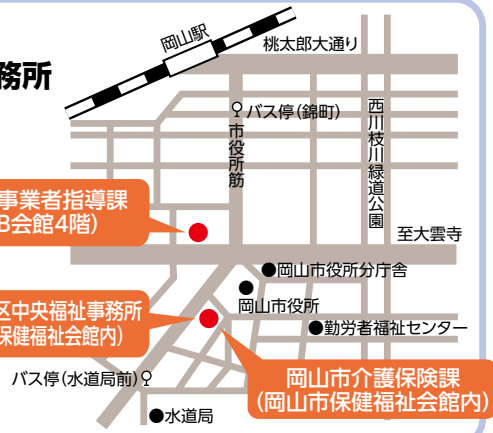 岡山駅
桃太郎大通り
務所
バス停(錦町)
市役所筋
西川枝川緑道公園
事業者指導課
B会館4階)
至大雲寺
●岡山市役所分庁舎
岡山市役所
区中央福祉事務所
保健福祉会館内)
●勤労者福祉センター
バス停(水道局前)
岡山市介護保険課
(岡山市保健福祉会館内)
●水道局